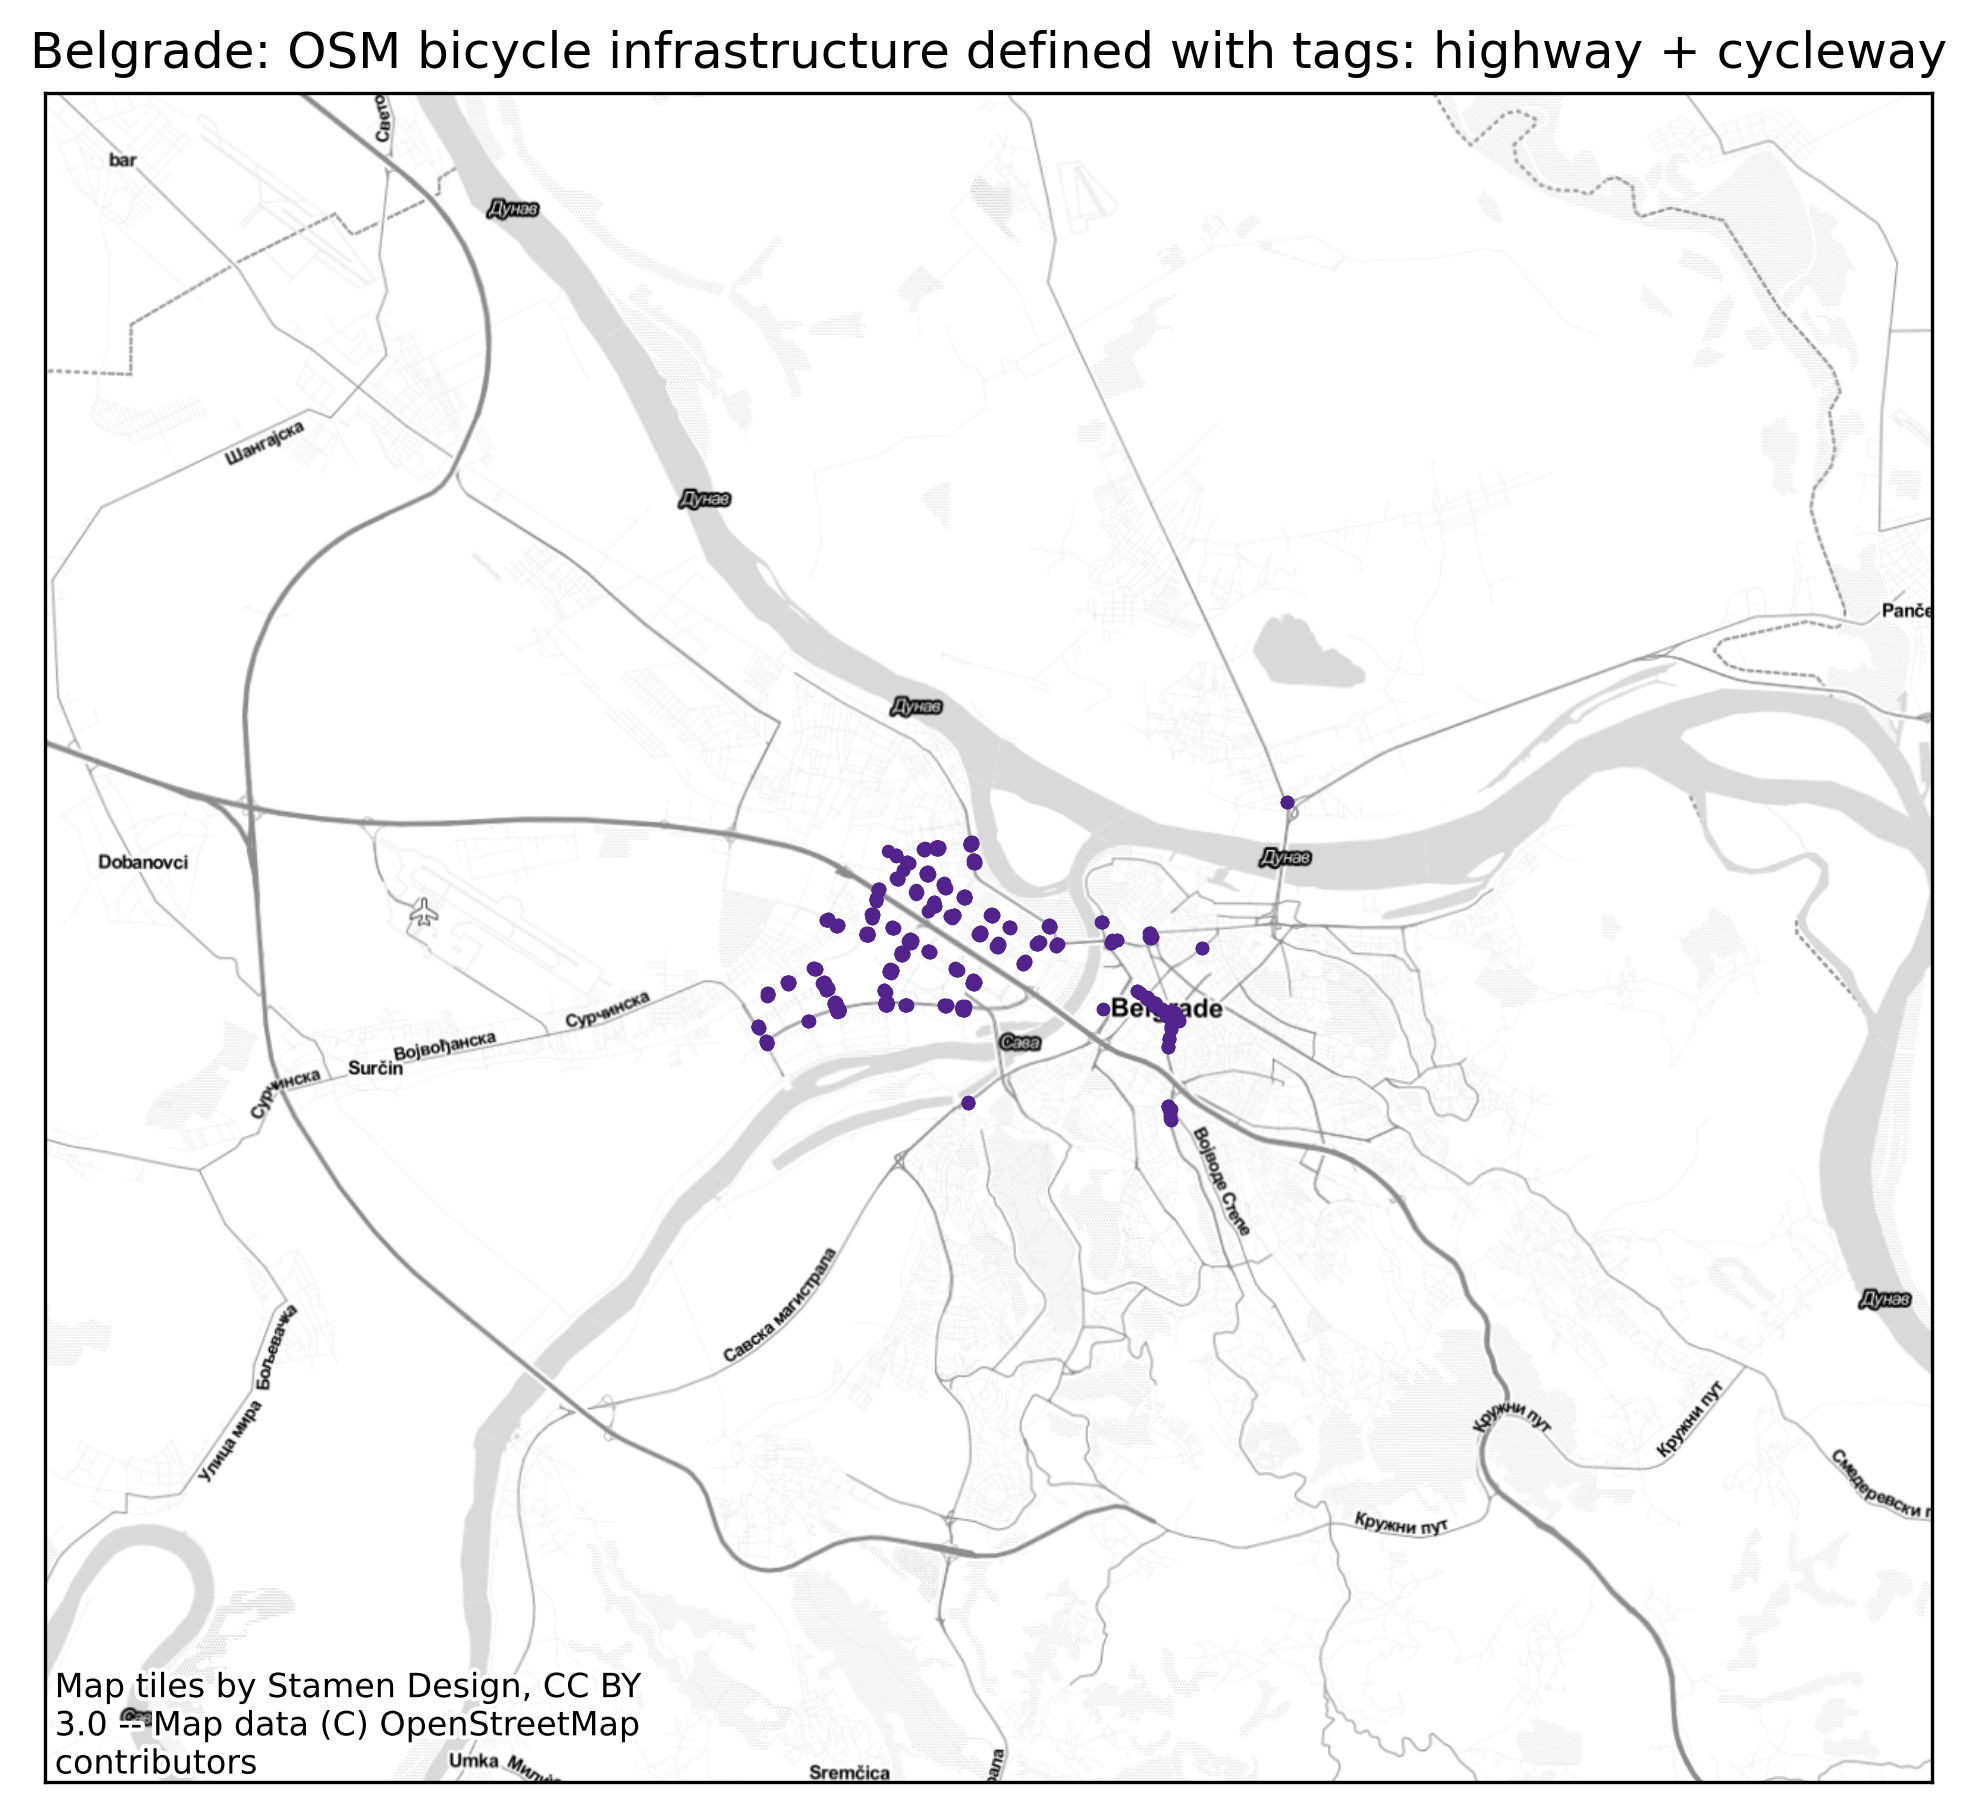 Belgrade: OSM bicycle infrastructure defined with tags: highway + cycleway
Свето
bar
Дунав
Шангајска
Дунав
Panče
Дунав
Dobanovci
Дунав
Сурчинска
Belgrade
Војвођанска
Сава
Surčin
Сурчинска
Војводе Степе
Савска магистрала
Дунав
Бољевачка
Улица мира
Кружни пут
Кружни пут
Смедеревски п
Кружни пут
Map tiles by Stamen Design, CC BY
3.0 -- Map data (C) OpenStreetMap
contributors
Umka
Sremčica